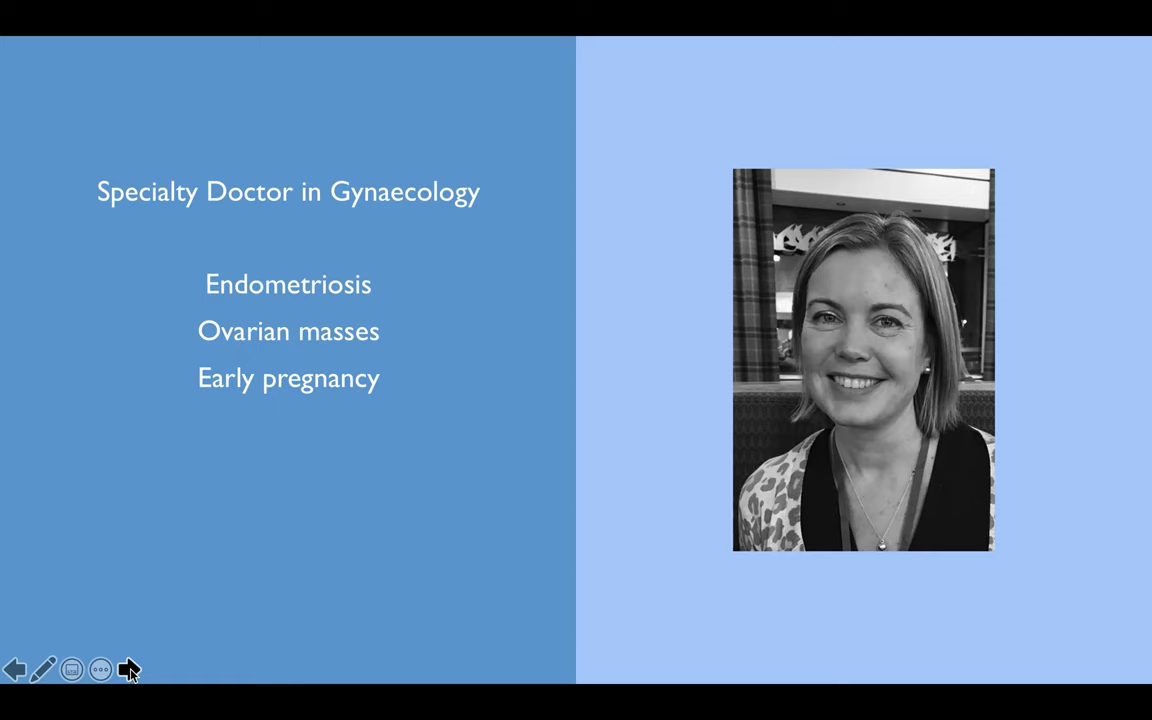 Specialty Doctor in Gynaecology
Endometriosis
Ovarian masses
Early pregnancy